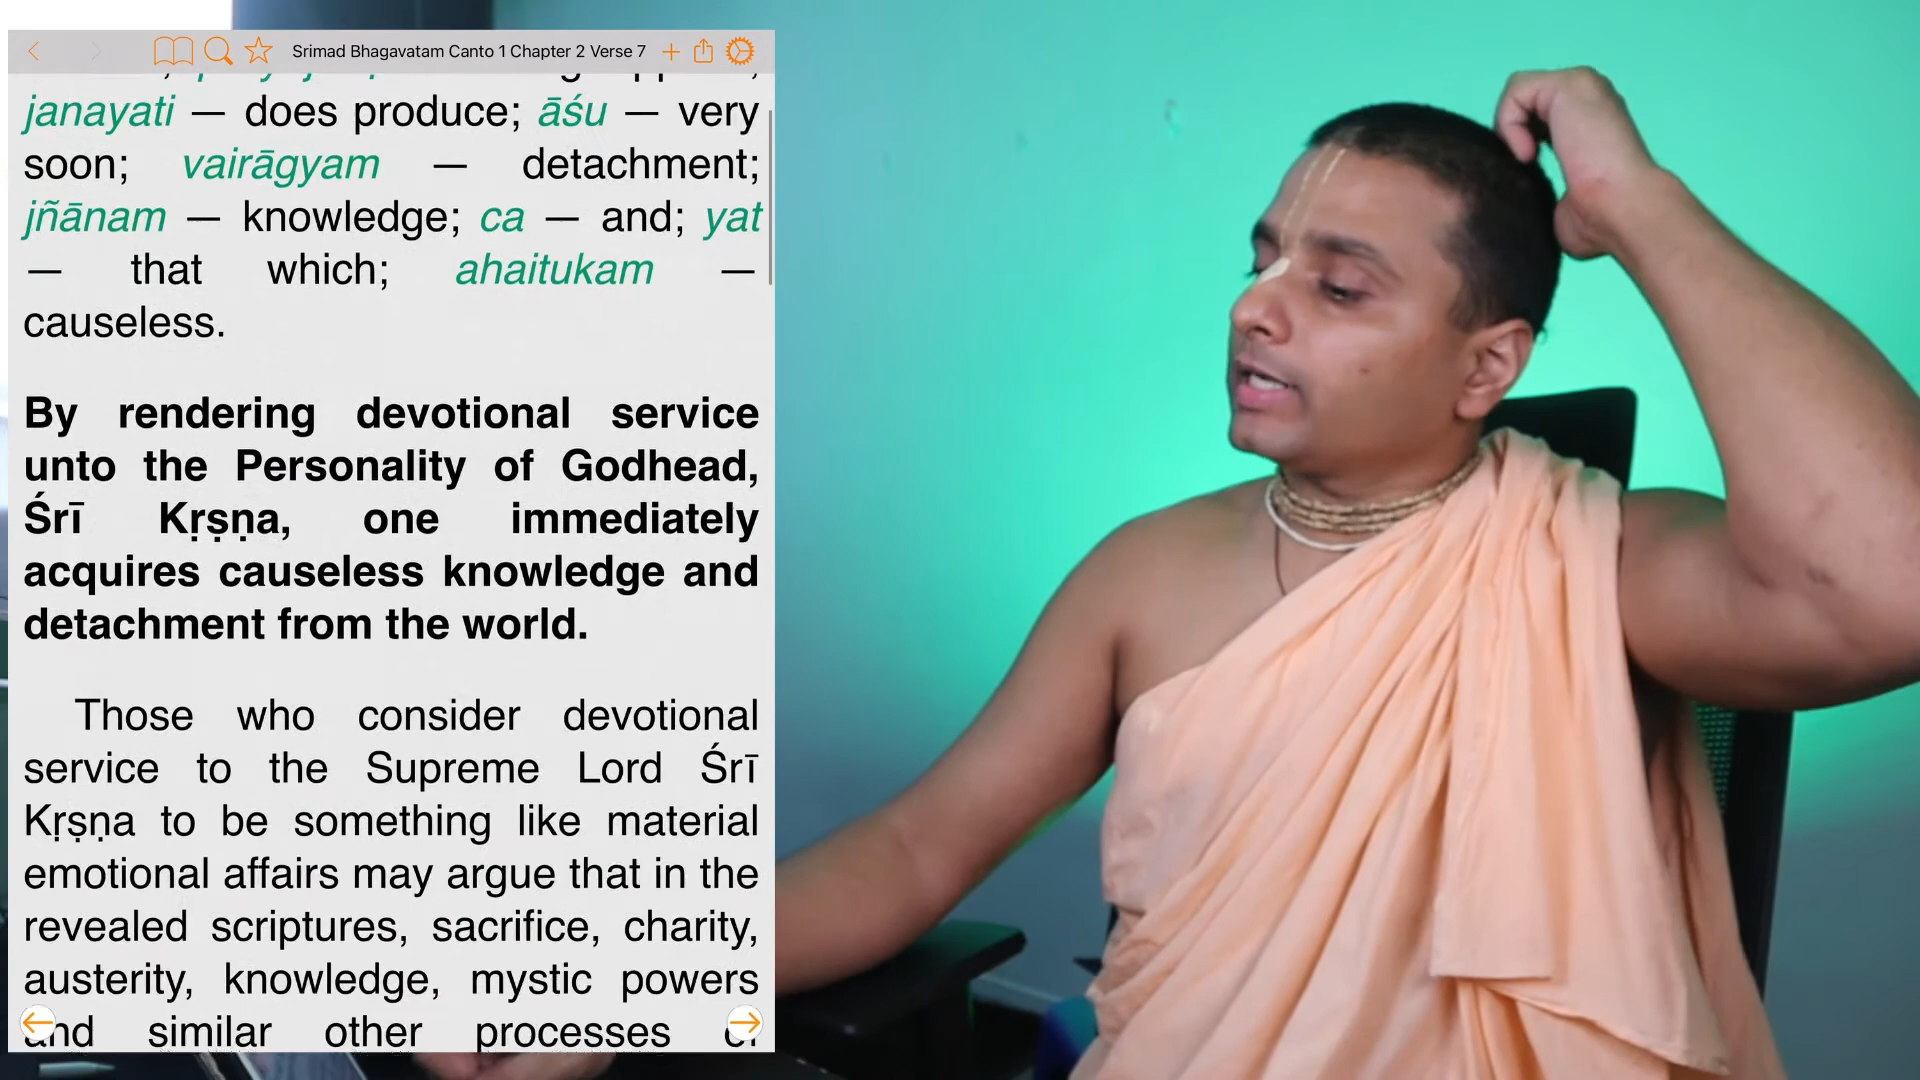 Srimad Bhagavatam Canto 1 Chapter 2 Verse 7
janayati — does produce; āśu — very
soon; vairāgyam — detachment;
jñānam — knowledge; ca — and; yat
— that which; ahaitukam —
causeless.
By rendering devotional service
unto the Personality of Godhead,
Śrī Kṛṣṇa, one immediately
acquires causeless knowledge and
detachment from the world.
Those who consider devotional
service to the Supreme Lord Śrī
Kṛṣṇa to be something like material
emotional affairs may argue that in the
revealed scriptures, sacrifice, charity,
austerity, knowledge, mystic powers
and similar other processes of